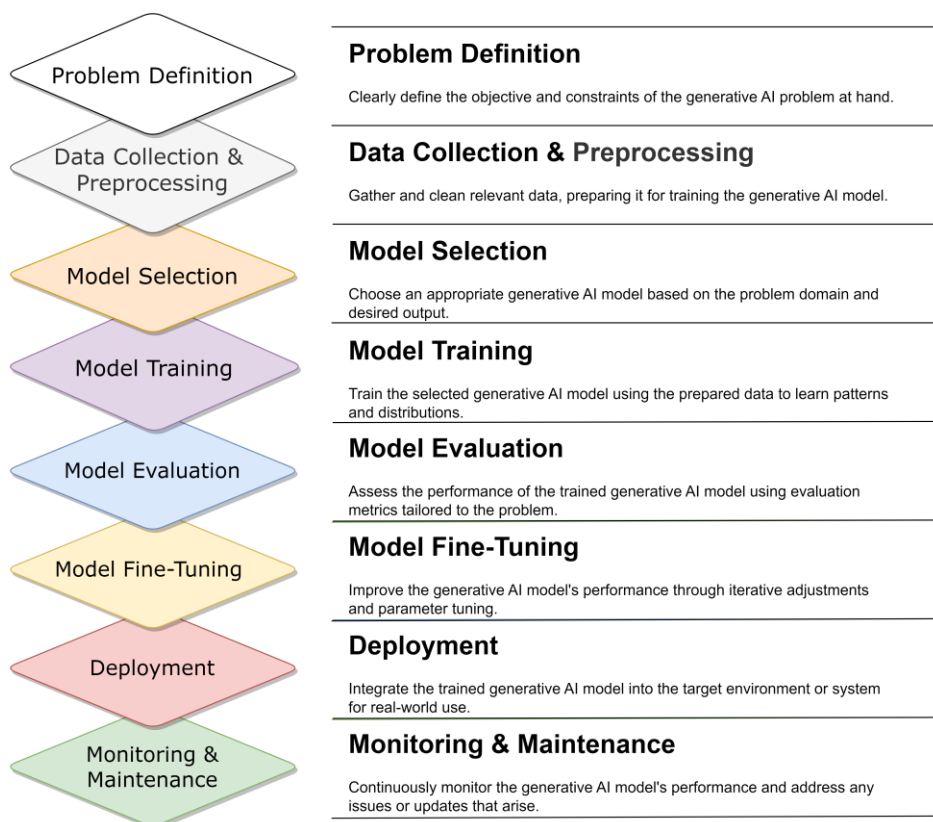 Problem Definition
Problem Definition
Clearly define the objective and constraints of the generative AI problem at hand.
Data Collection &
Preprocessing
Data Collection & Preprocessing
Gather and clean relevant data, preparing it for training the generative AI model.
Model Selection
Model Selection
Choose an appropriate generative AI model based on the problem domain and
desired output.
Model Training
Model Training
Train the selected generative AI model using the prepared data to learn patterns
and distributions.
Model Evaluation
Model Evaluation
Assess the performance of the trained generative AI model using evaluation
metrics tailored to the problem.
Model Fine-Tuning
Model Fine-Tuning
Improve the generative AI model's performance through iterative adjustments
and parameter tuning.
Deployment
Deployment
Integrate the trained generative AI model into the target environment or system
for real-world use.
Monitoring &
Maintenance
Monitoring & Maintenance
Continuously monitor the generative AI model's performance and address any
issues or updates that arise.